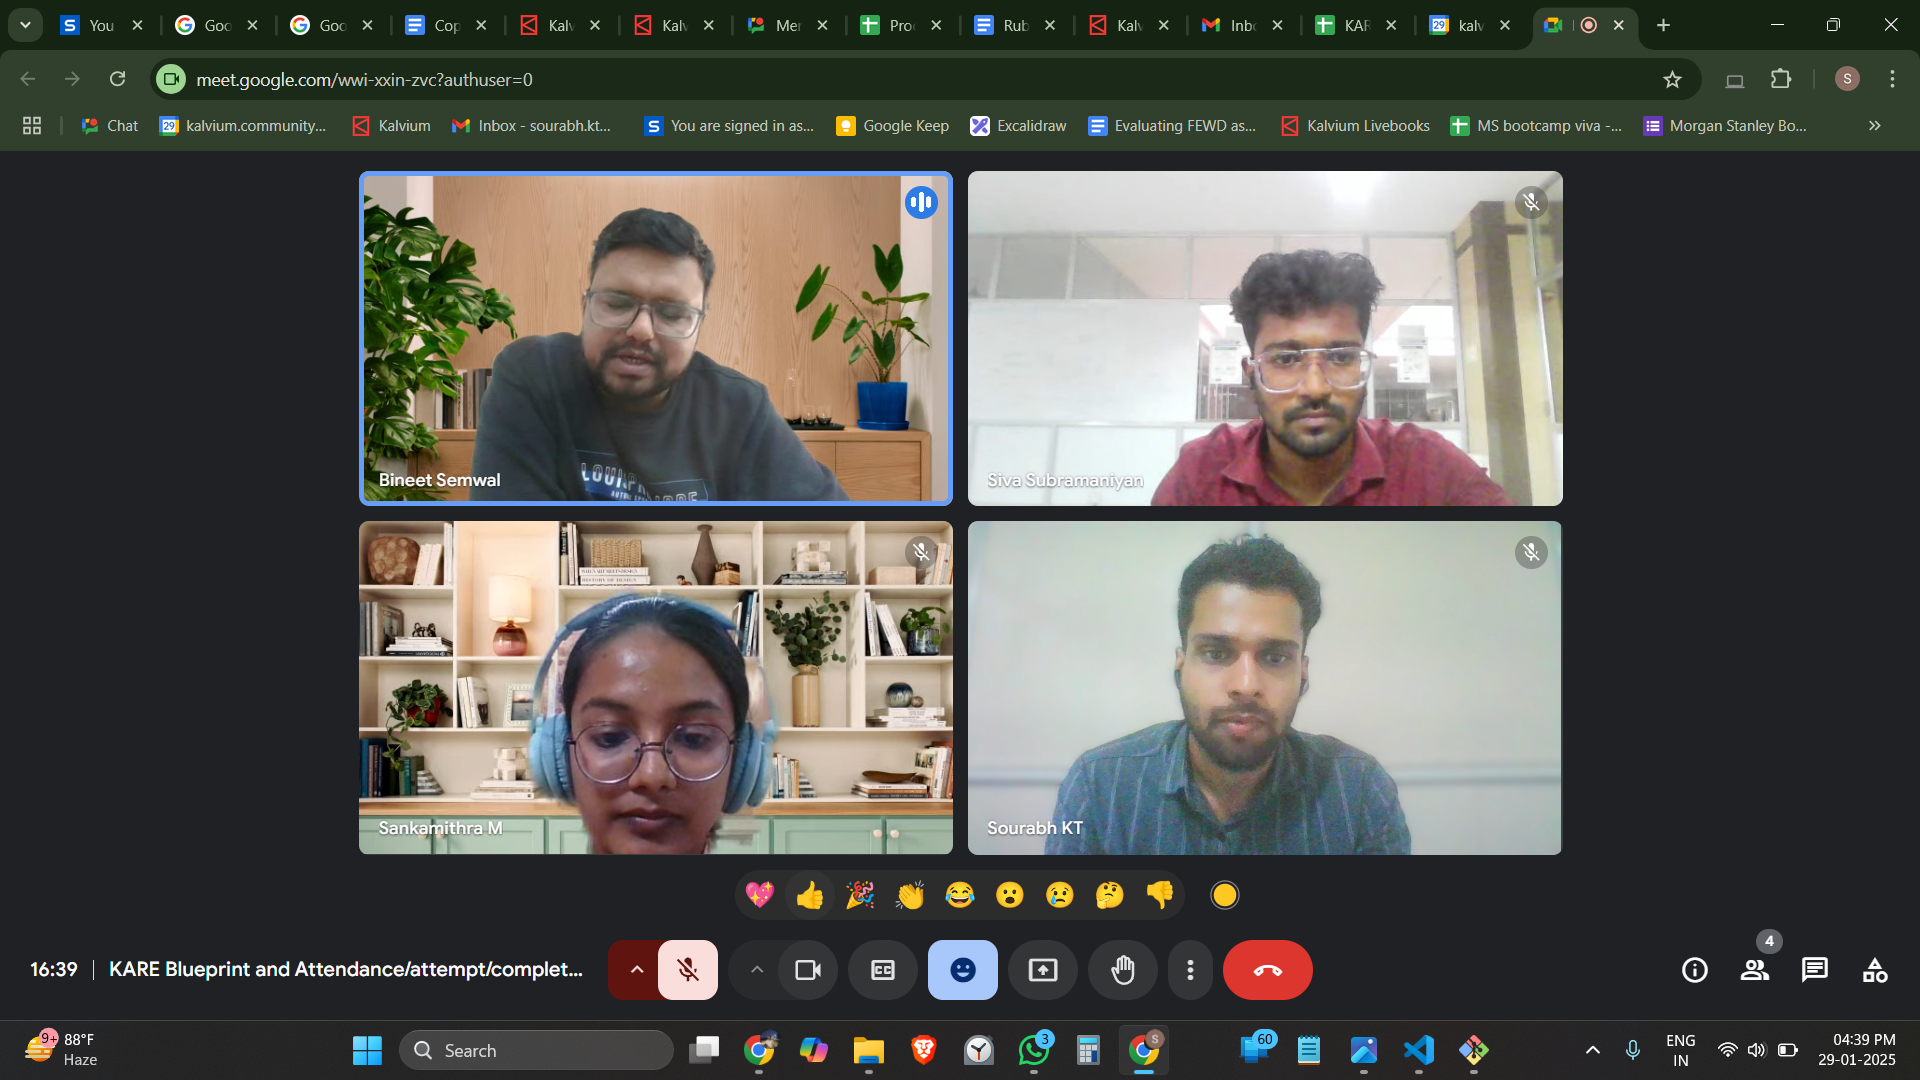 You
Goo
Goo
Cop
Kalv
Kalv
Mer
Pro
Rub
Kalv
Inbo
KAR
kalv
meet.google.com/wwi-xxin-zvc?authuser=0
S
Chat
kalvium.community...
Kalvium
Inbox - sourabh.kt...
You are signed in as...
Google Keep
Excalidraw
Evaluating FEWD as...
Kalvium Livebooks
MS bootcamp viva -...
Morgan Stanley Bo...
Bineet Semwal
Siva Subramaniyan
Sankamithra M
Sourabh KT
16:39
KARE Blueprint and Attendance/attempt/complet...
4
9+
88°F
Haze
Search
3
S
60
ENG
IN
04:39 PM
29-01-2025